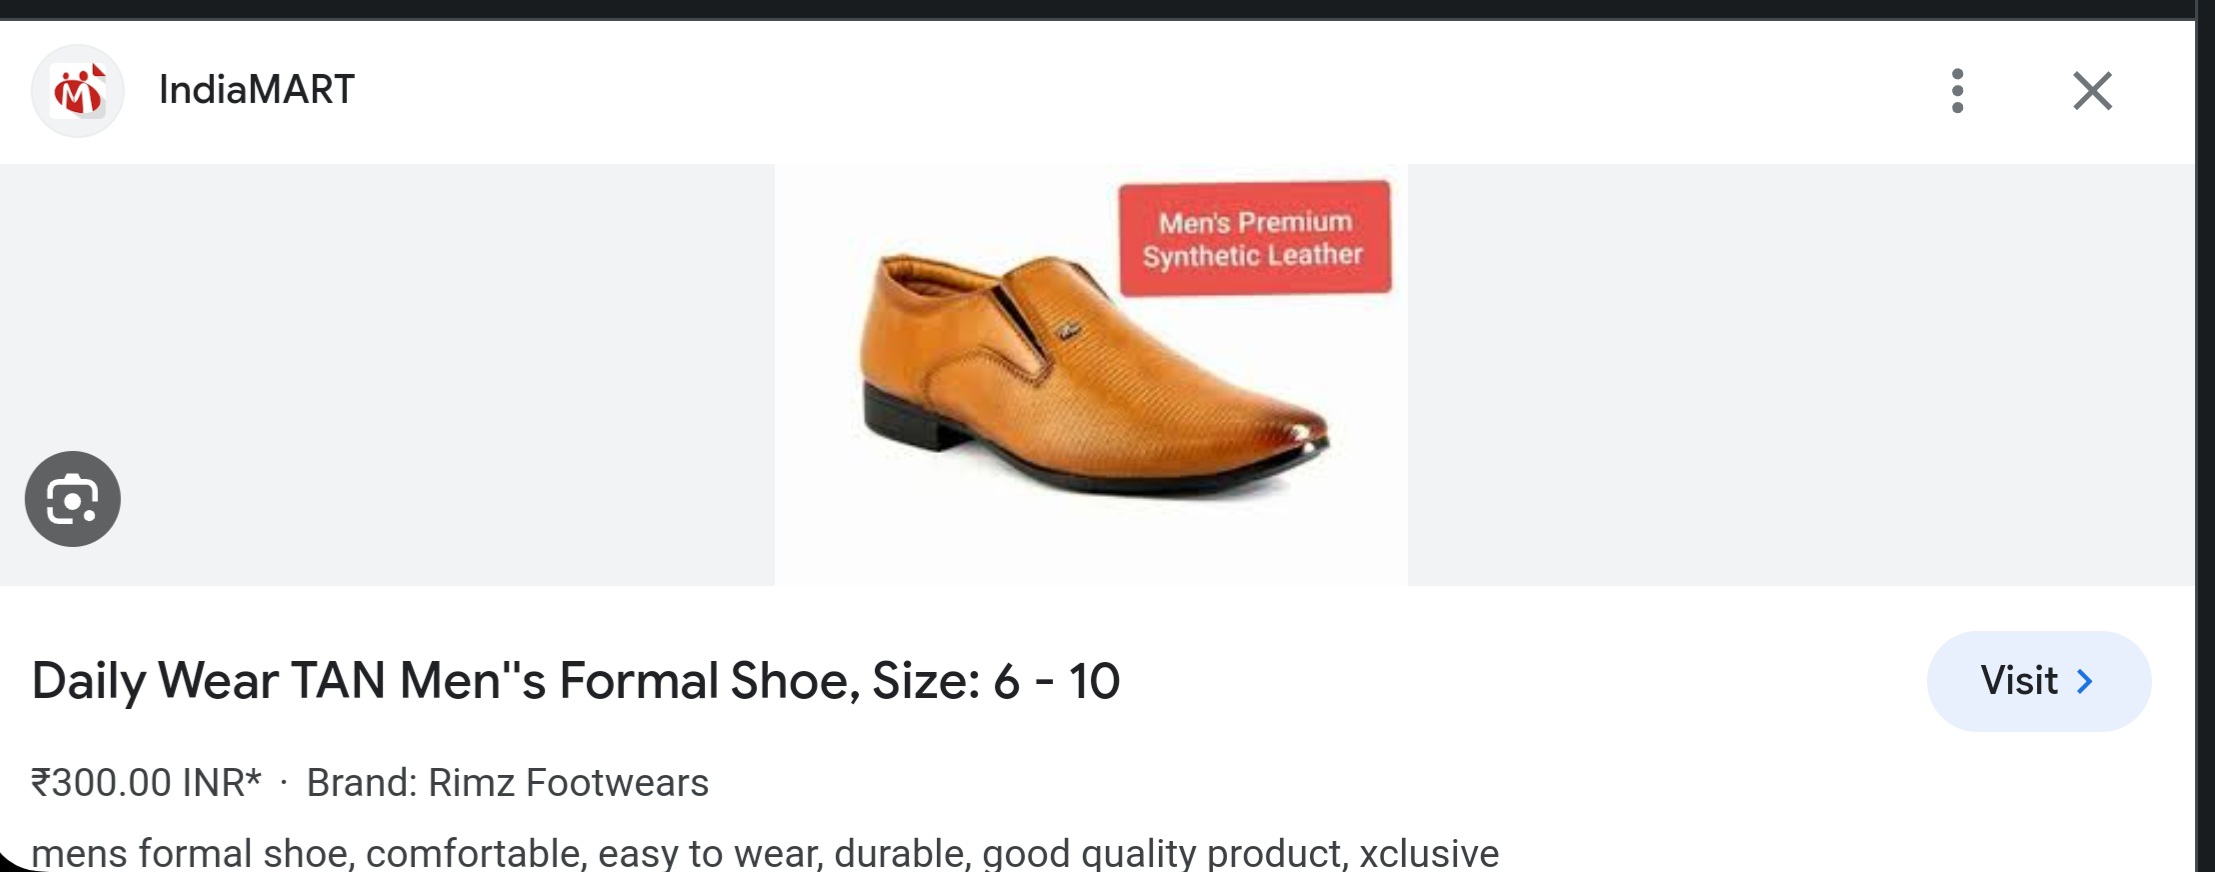 IndiaMART
Men's Premium
Synthetic Leather
Daily Wear TAN Men"s Formal Shoe, Size: 6 - 10
Visit
₹300.00 INR* · Brand: Rimz Footwears
mens formal shoe, comfortable, easy to wear, durable, good quality product, xclusive